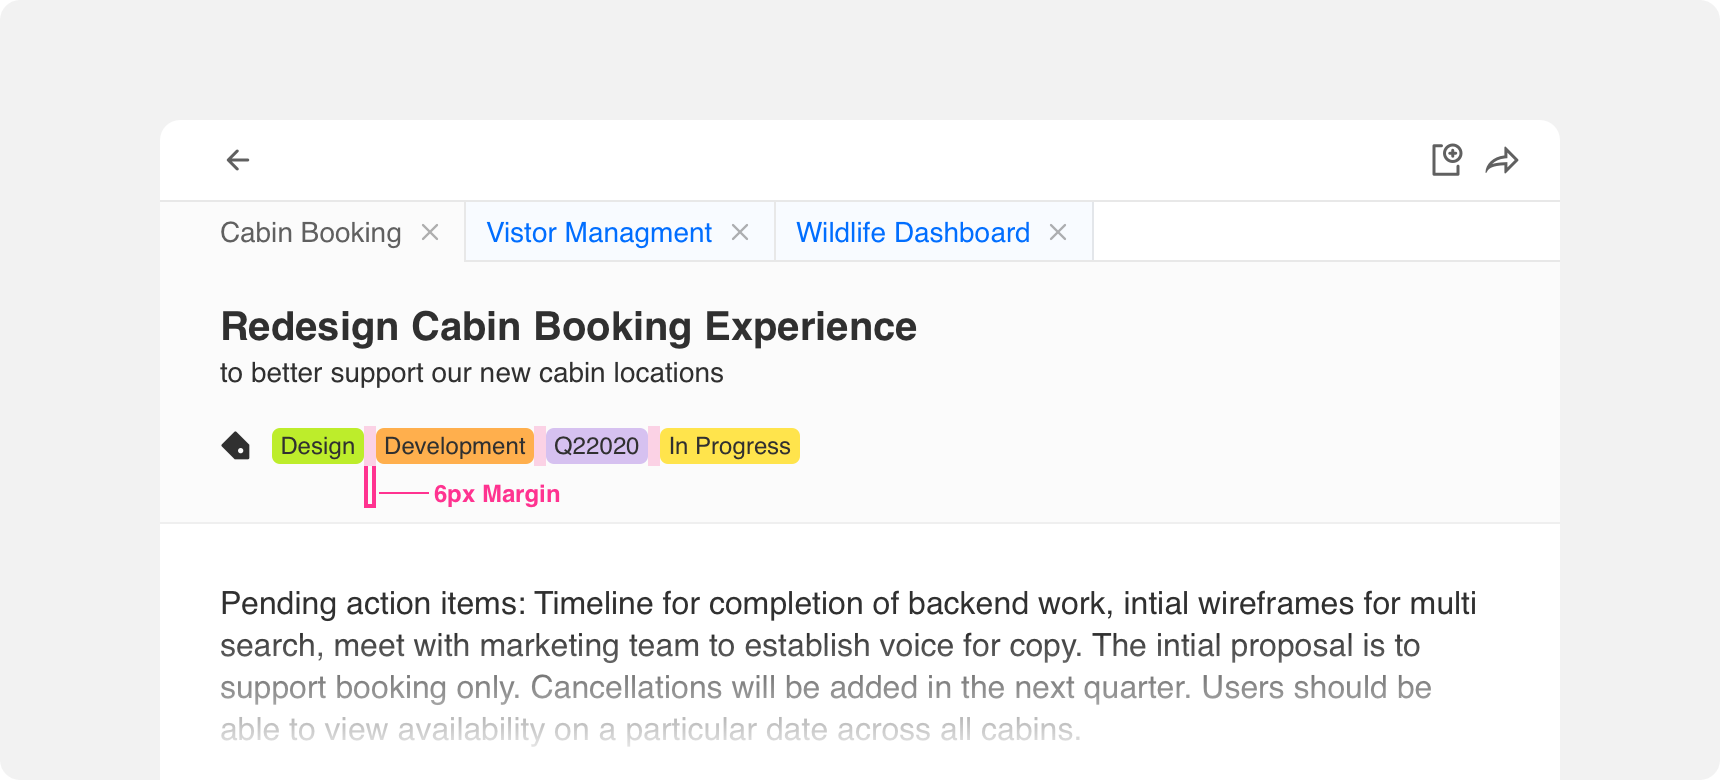 Cabin Booking
Vistor Managment
Wildlife Dashboard
Redesign Cabin Booking Experience
to better support our new cabin locations
Design
Development
Q22020
In Progress
6px Margin
Pending action items: Timeline for completion of backend work, intial wireframes for multi
search, meet with marketing team to establish voice for copy. The intial proposal is to
support booking only. Cancellations will be added in the next quarter. Users should be
able to view availability on a particular date across all cabins.